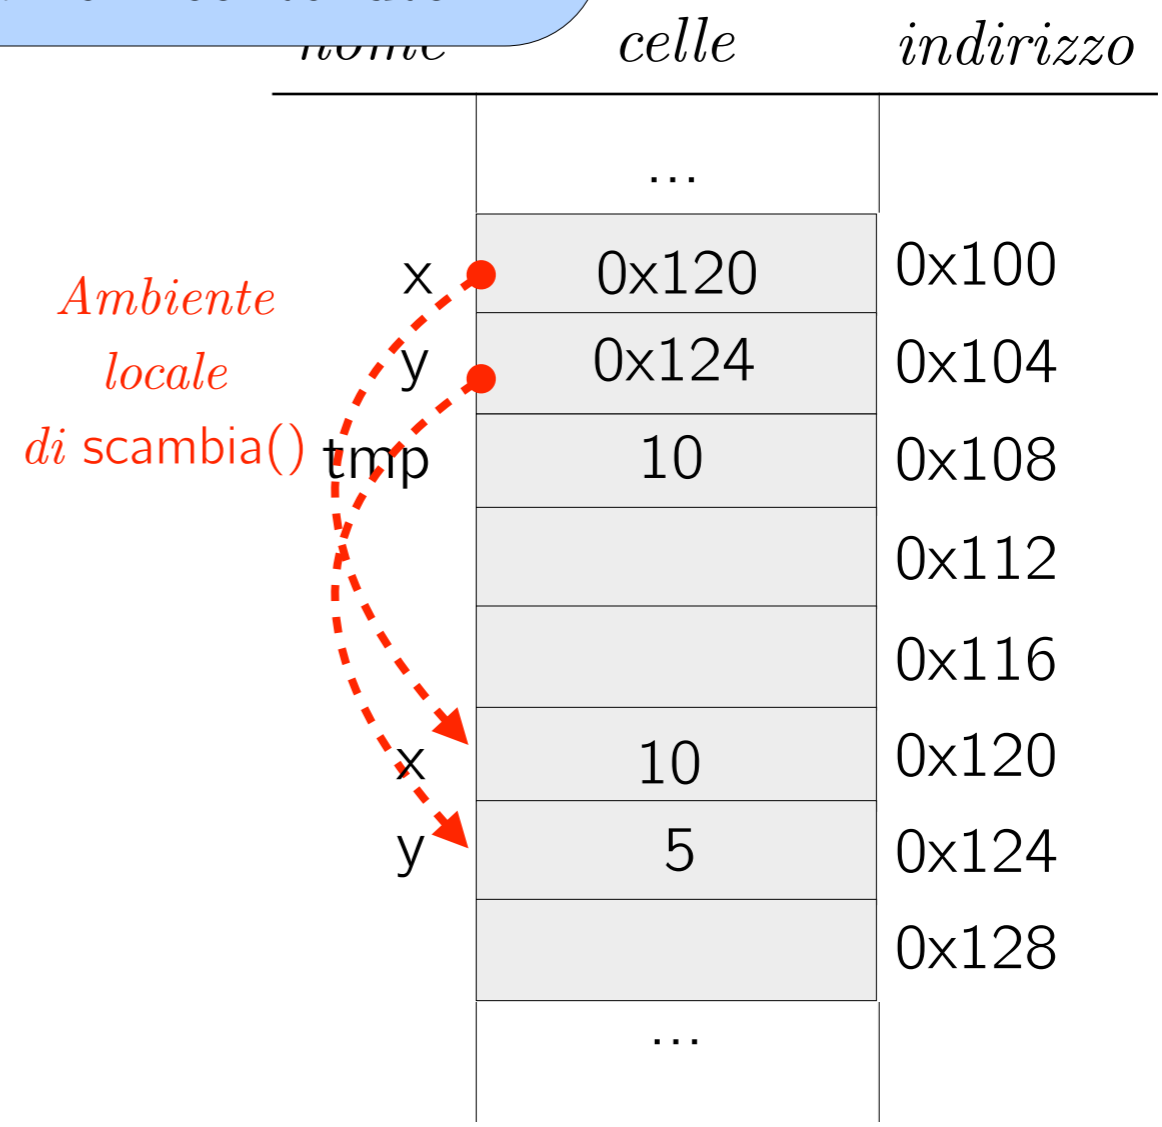 nome celle indirizzo
...
x 0x120 0x100
Ambiente
y 0x124 0x104
locale
di scambia() tmp 10 0x108
0x112
0x116
x 10 0x120
y 5 0x124
0x128
...